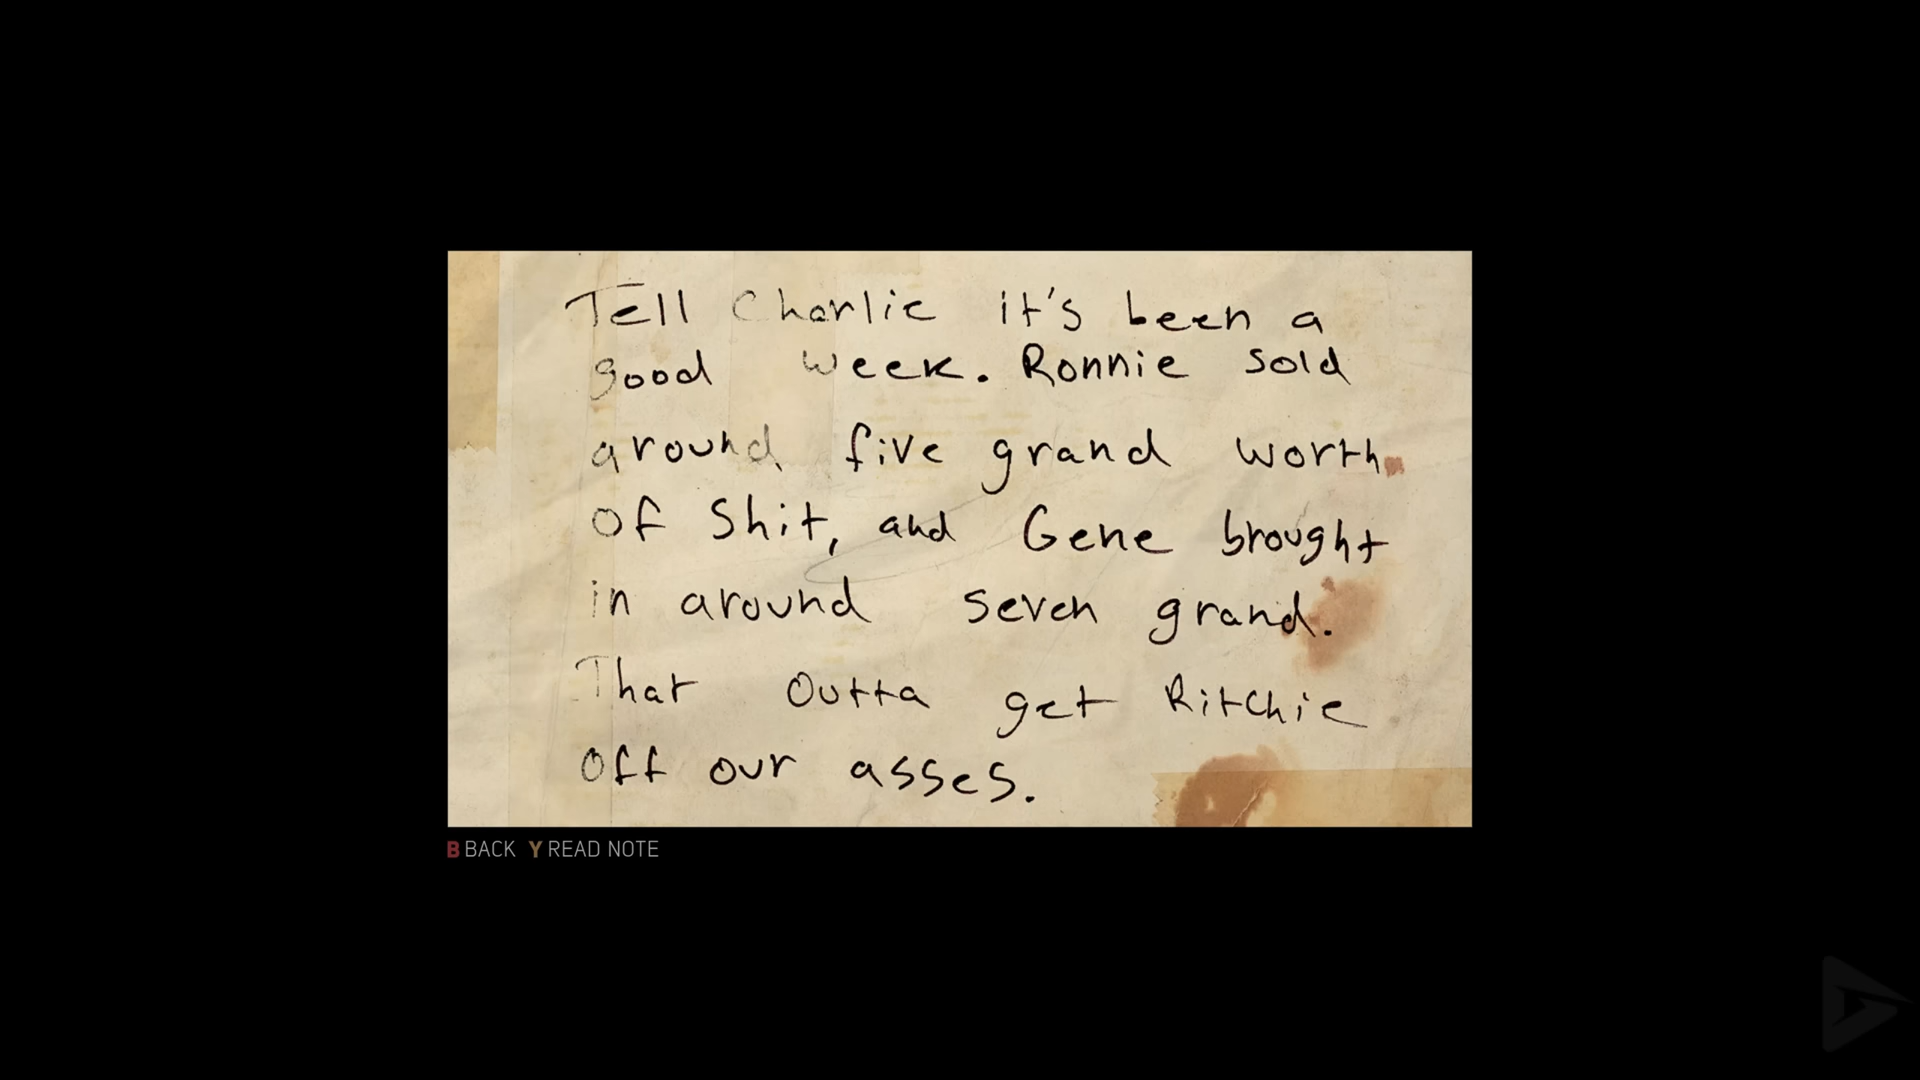 Tell Charlie it's been a
good week. Ronnie sold
around five grand worth
of Shit, and Gene brought
in around seven grand.
That Outta get Ritchie
Off our asses.
B BACK Y READ NOTE